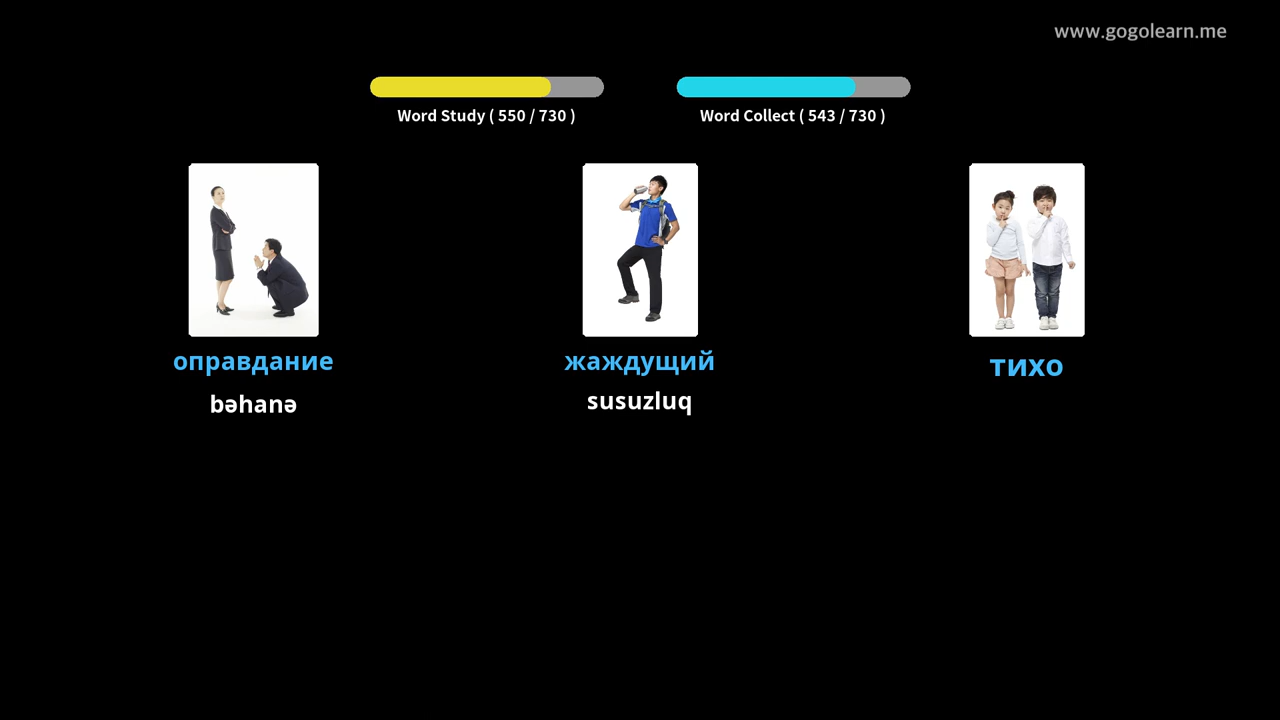 www.gogolearn.me
Word Study ( 550 / 730 )
Word Collect ( 543 / 730 )
оправдание
bəhanə
жаждущий
susuzluq
тихо